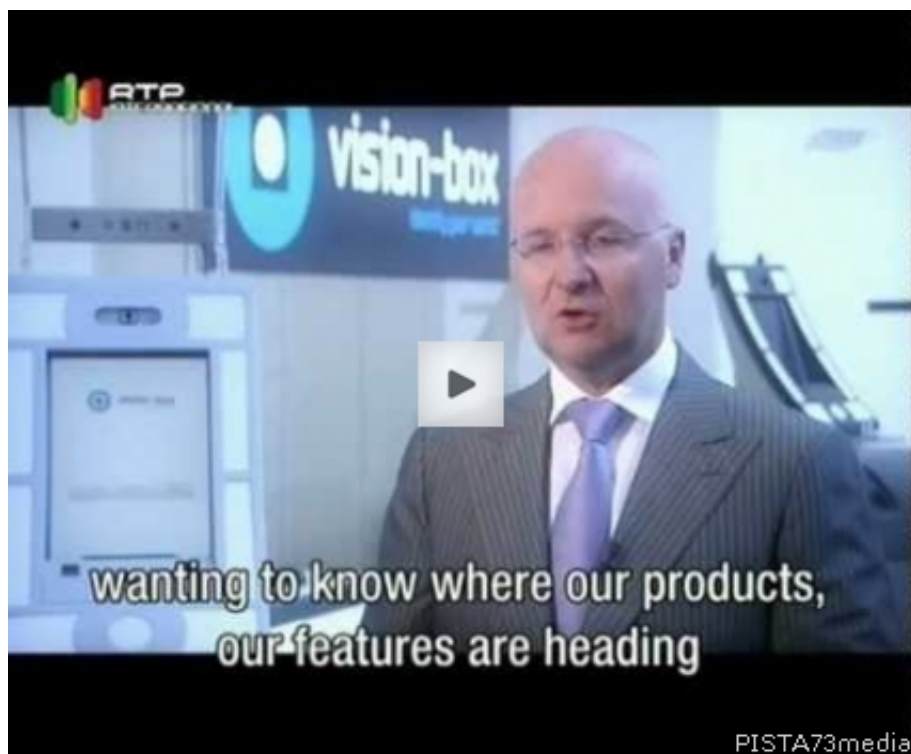 RTP
vision-box
wanting to know where our products,
our features are heading
PISTA73media